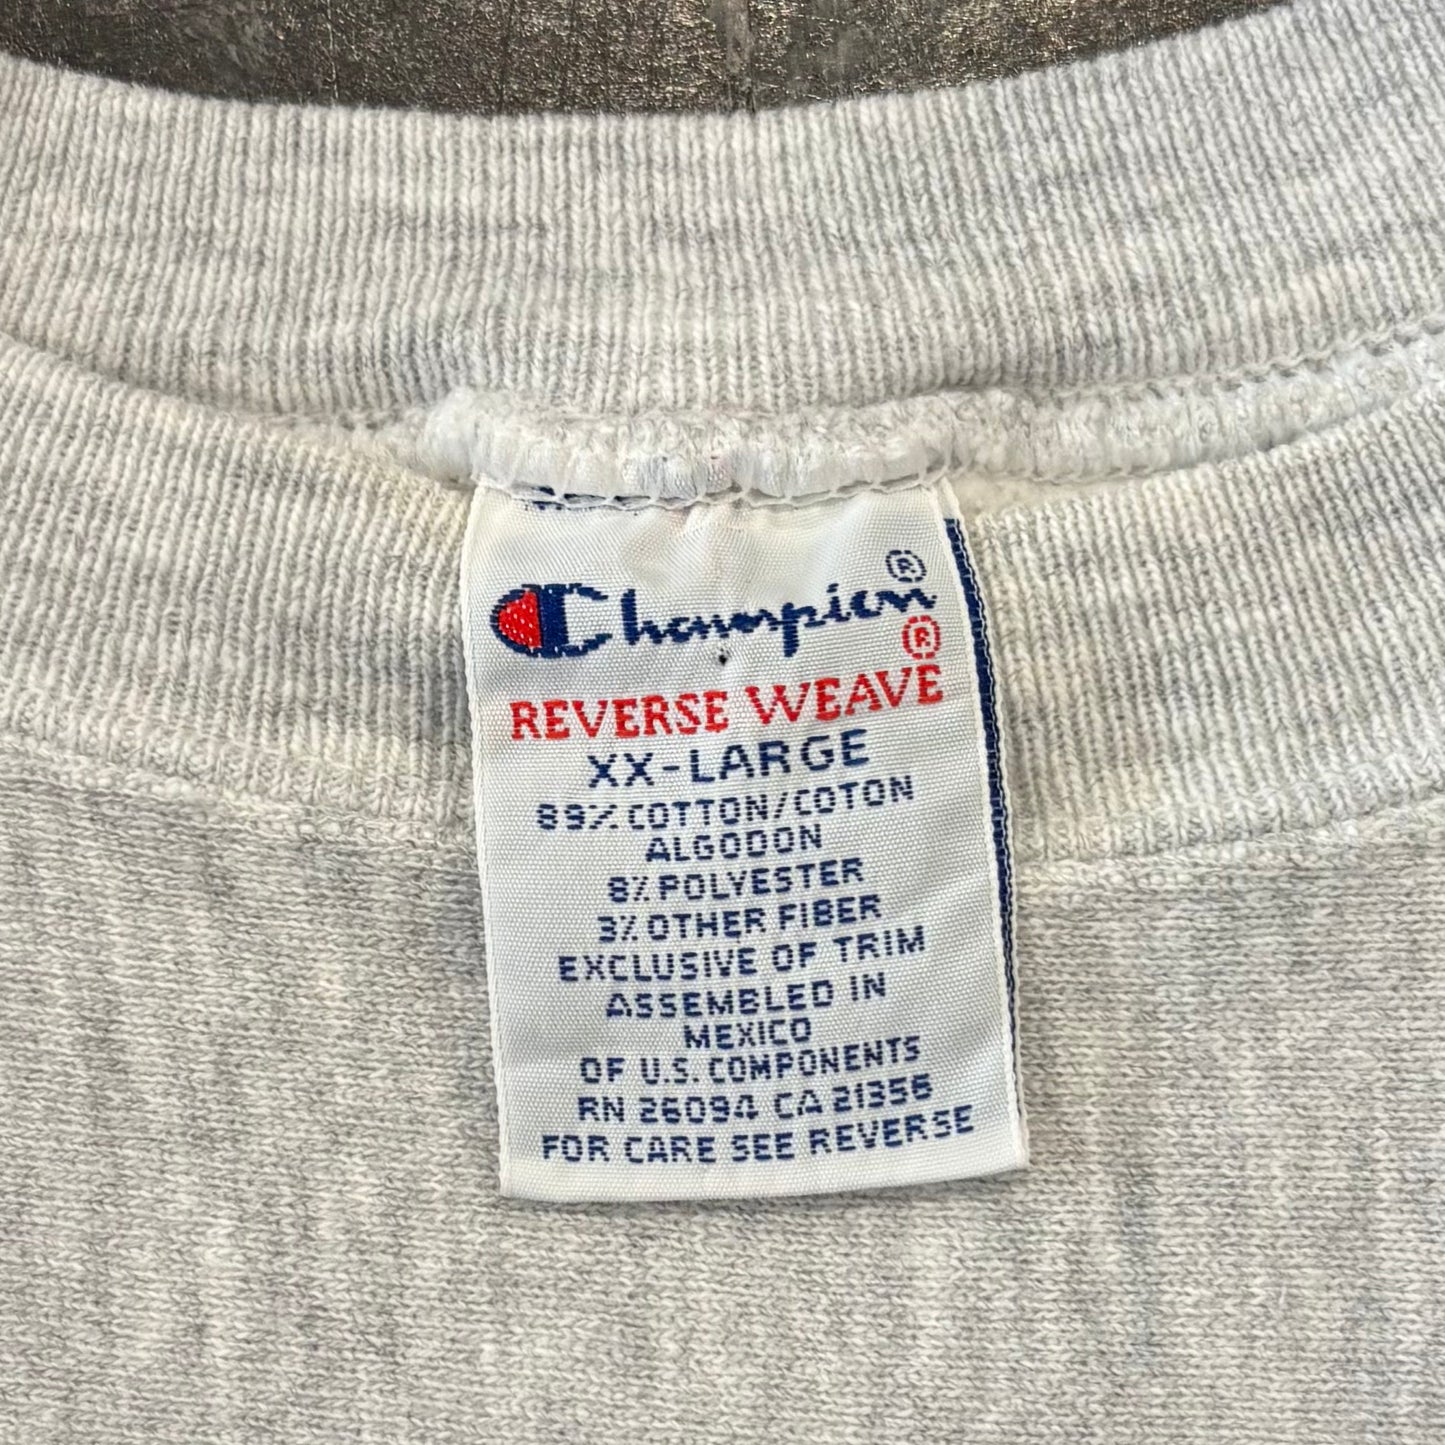 Champion®
REVERSE WEAVE®
XX-LARGE
89% COTTON/COTON
ALGODON
8% POLYESTER
3% OTHER FIBER
EXCLUSIVE OF TRIM
ASSEMBLED IN
MEXICO
OF U.S. COMPONENTS
RN 26094 CA 21356
FOR CARE SEE REVERSE